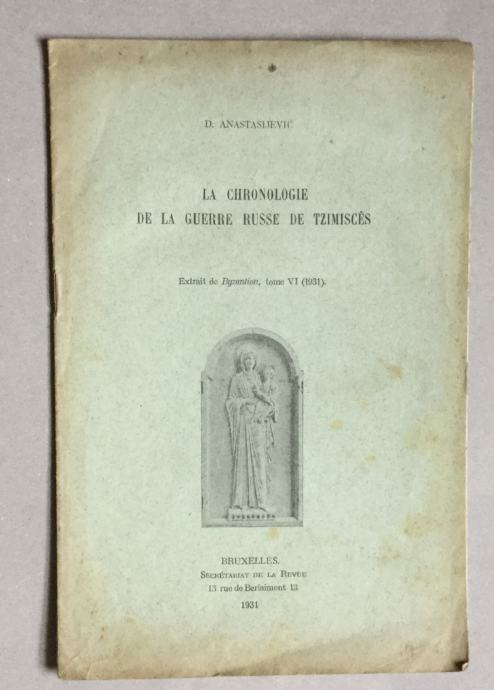 D. ANASTASIJEVIĆ
LA CHRONOLOGIE
DE LA GUERRE RUSSE DE TZIMISCÈS
Extrait de Byzantion, tome VI (1931).
BRUXELLES.
SECRÉTARIAT DE LA REVUE
13 rue de Berlaimont 13
1931